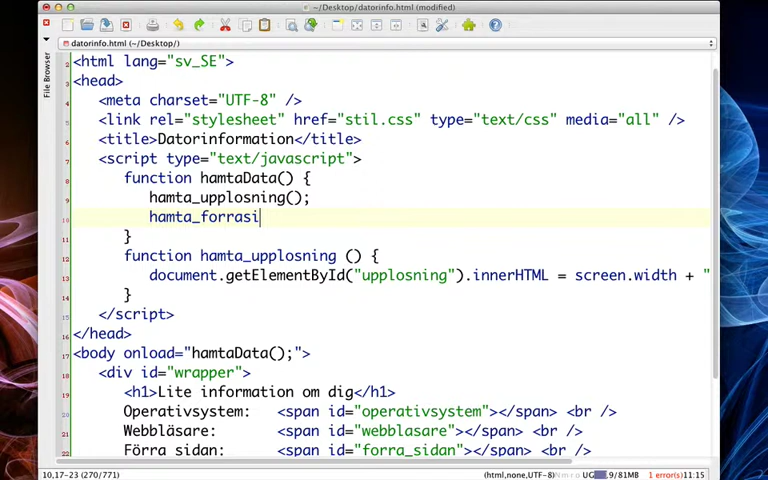 ~/Desktop/datorinfo.html (modified)
datorinfo.html (~/Desktop/)
File Browser
2 <html lang="sv_SE">
3 <head>
4 <meta charset="UTF-8" />
5 <link rel="stylesheet" href="stil.css" type="text/css" media="all" />
6 <title>Datorinformation</title>
7 <script type="text/javascript">
8 function hamtaData() {
9 hamta_upplosning();
10 hamta_forrasi
11 }
12 function hamta_upplosning () {
13 document.getElementById("upplosning").innerHTML = screen.width + "
14 }
15 </script>
16 </head>
17 <body onload="hamtaData();">
18 <div id="wrapper">
19 <h1>Lite information om dig</h1>
20 Operativsystem: <span id="operativsystem"></span> <br />
21 Webbläsare: <span id="webblasare"></span> <br />
22 Förra sidan: <span id="forra_sidan"></span> <br />
10,17-23 (270/771) (html,none,UTF-8) 1 error(s) 11:15